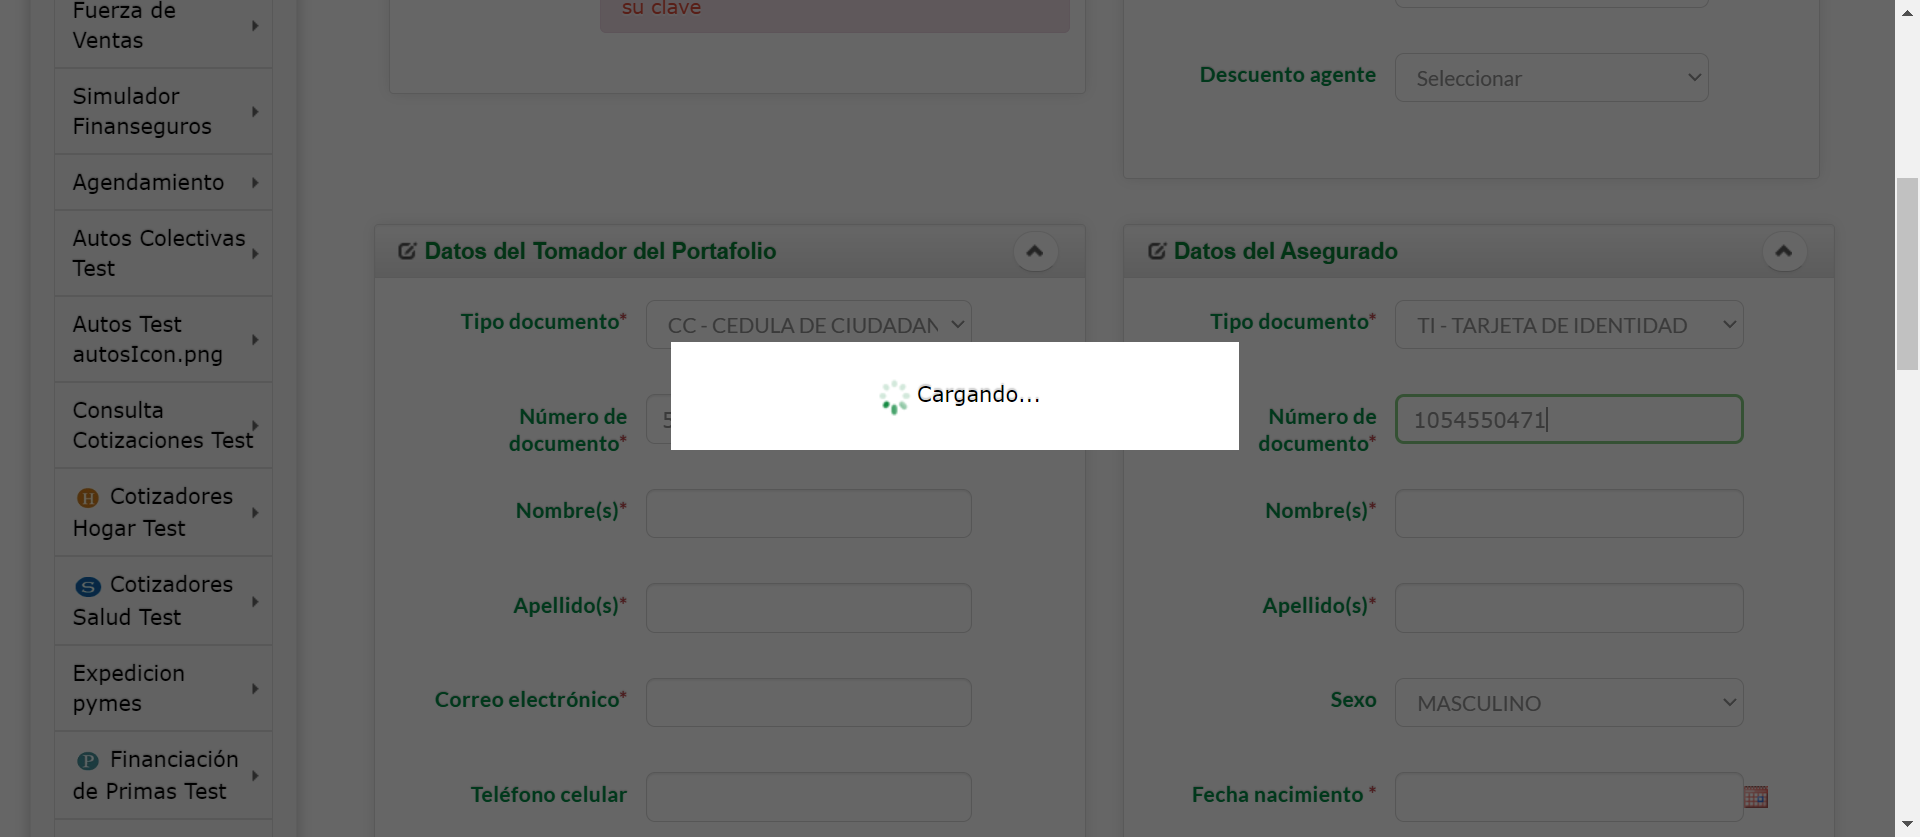 Fuerza de
Ventas
Simulador
Finanseguros
Agendamiento
Autos Colectivas
Test
Autos Test
autosIcon.png
Consulta
Cotizaciones Test
H Cotizadores
Hogar Test
S Cotizadores
Salud Test
Expedicion
pymes
P Financiación
de Primas Test
su clave
Descuento agente Seleccionar
Datos del Tomador del Portafolio
Tipo documento* CC - CEDULA DE CIUDADAN
Número de
documento* 5
Nombre(s)*
Apellido(s)*
Correo electrónico*
Teléfono celular
Cargando...
Datos del Asegurado
Tipo documento* TI - TARJETA DE IDENTIDAD
Número de
documento* 1054550471
Nombre(s)*
Apellido(s)*
Sexo MASCULINO
Fecha nacimiento *